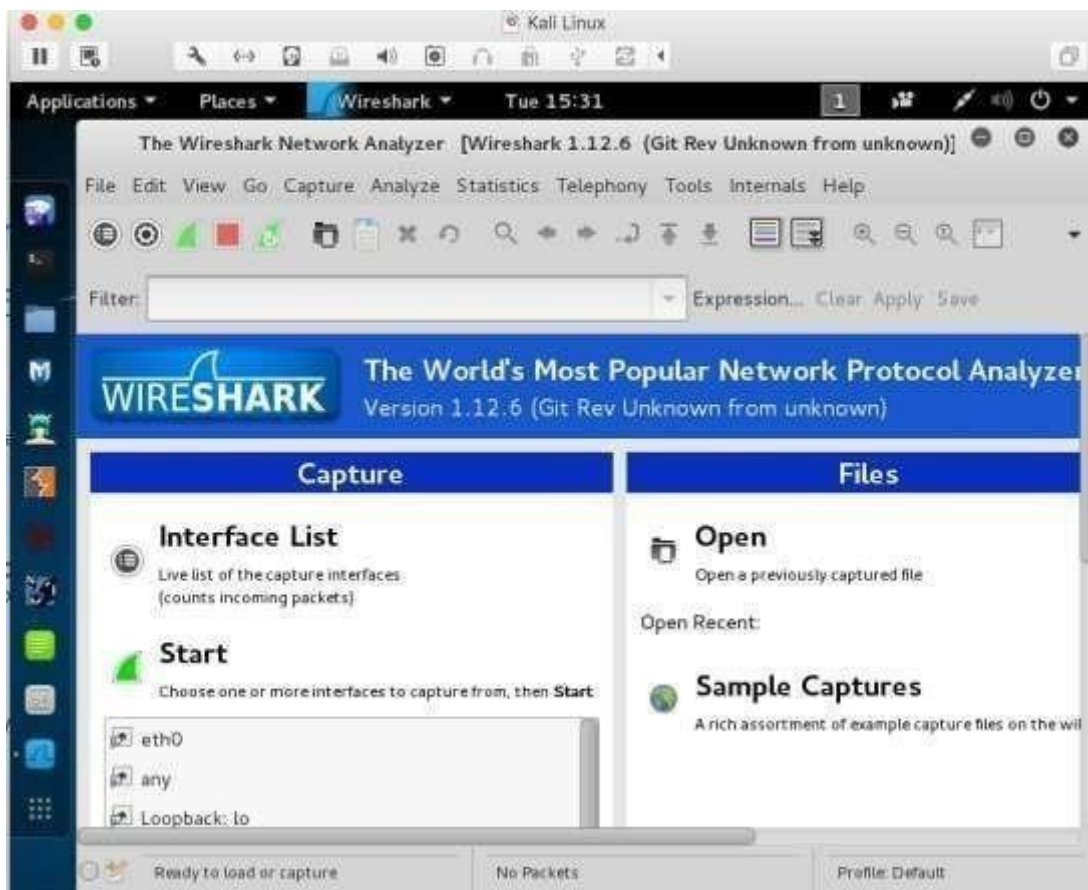 Kali Linux
Applications Places Wireshark Tue 15:31 1
The Wireshark Network Analyzer [Wireshark 1.12.6 (Git Rev Unknown from unknown)]
File Edit View Go Capture Analyze Statistics Telephony Tools Internals Help
Filter: Expression... Clear Apply Save
WIRESHARK
The World's Most Popular Network Protocol Analyzer
Version 1.12.6 (Git Rev Unknown from unknown)
Capture
Interface List
Live list of the capture interfaces
(counts incoming packets)
Start
Choose one or more interfaces to capture from, then Start
eth0
any
Loopback: lo
Files
Open
Open a previously captured file
Open Recent:
Sample Captures
A rich assortment of example capture files on the wil
Ready to load or capture No Packets Profile: Default